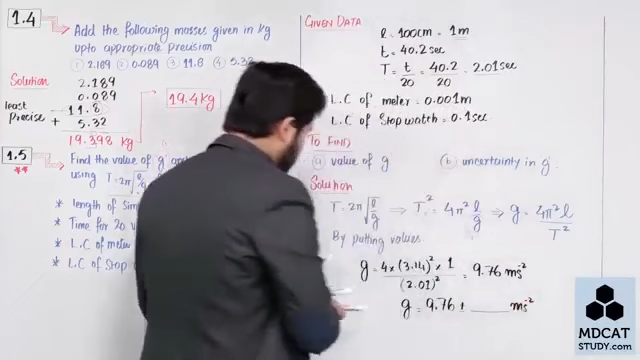 1.4
Add the following masses given in kg
upto appropriate precision
① 2.189 ② 0.089 ③ 11.8 ④ 5.32
Solution
2.189
0.089
least
Precise → 11.8
+ 5.32
19.398 kg
19.4 kg
1.5
**
Find the value of g
using T = 2π√l/g
* length of Sim
* Time for 20
* L.C of meter
* L.C of Stop
GIVEN DATA
l = 100cm = 1m
t = 40.2 sec
T = t/20 = 40.2/20 = 2.01 sec
L.C of meter = 0.001m
L.C of Stop watch = 0.1 sec
TO FIND
(a) value of g
(b) uncertainty in g
Solution
T = 2π√l/g ⇒ T² = 4π² l/g ⇒ g = 4π²l/T²
By putting values
g = 4 × (3.14)² × 1/(2.01)² = 9.76 ms⁻²
g = 9.76 ± ____ ms⁻²
MDCAT
STUDY.com